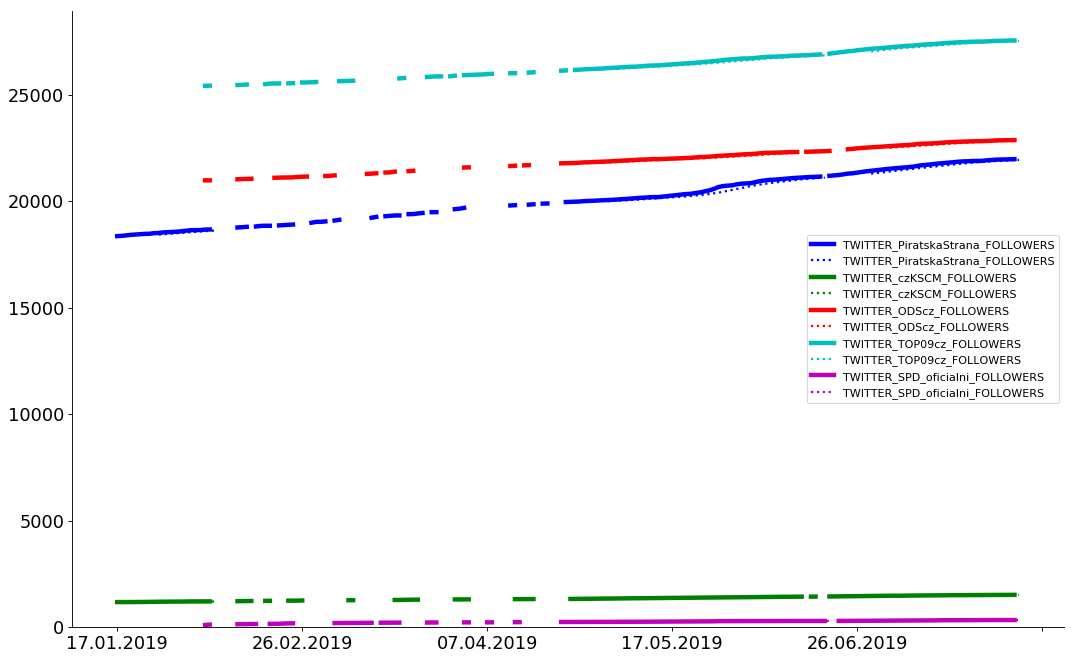 25000
20000
15000
10000
5000
0
17.01.2019 26.02.2019 07.04.2019 17.05.2019 26.06.2019
TWITTER_PiratskaStrana_FOLLOWERS
TWITTER_PiratskaStrana_FOLLOWERS
TWITTER_czKSCM_FOLLOWERS
TWITTER_czKSCM_FOLLOWERS
TWITTER_ODScz_FOLLOWERS
TWITTER_ODScz_FOLLOWERS
TWITTER_TOP09cz_FOLLOWERS
TWITTER_TOP09cz_FOLLOWERS
TWITTER_SPD_oficialni_FOLLOWERS
TWITTER_SPD_oficialni_FOLLOWERS